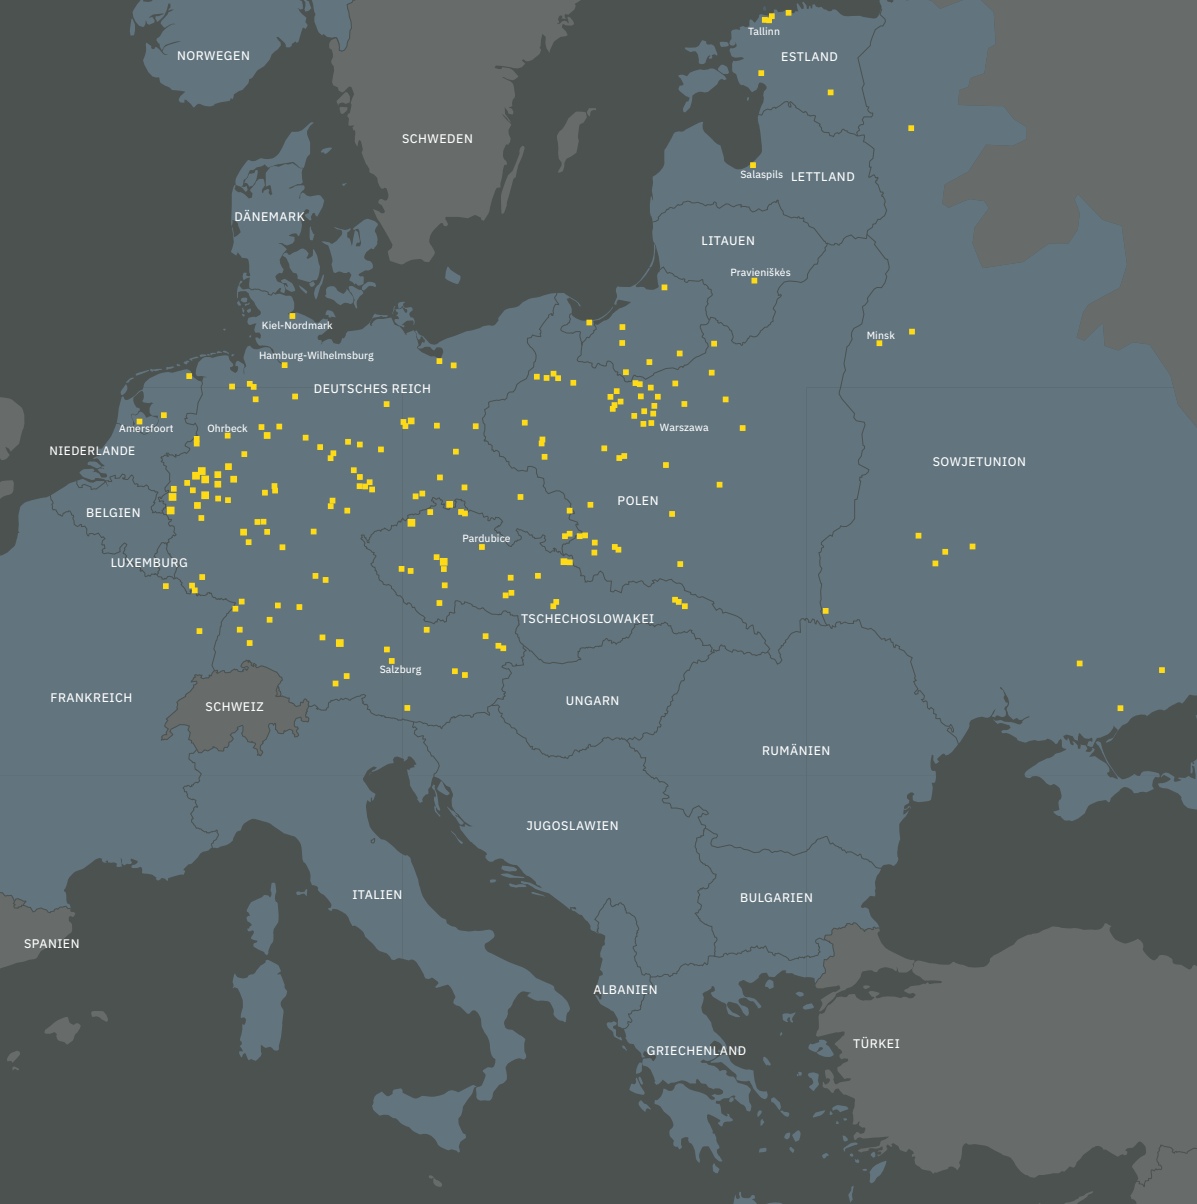 Tallinn
NORWEGEN
ESTLAND
SCHWEDEN
Salaspils
LETTLAND
DÄNEMARK
LITAUEN
Pravieniškės
Kiel-Nordmark
Minsk
Hamburg-Wilhelmsburg
DEUTSCHES REICH
Amersfoort
Ohrbeck
Warszawa
NIEDERLANDE
SOWJETUNION
POLEN
BELGIEN
Pardubice
LUXEMBURG
TSCHECHOSLOWAKEI
Salzburg
FRANKREICH
UNGARN
SCHWEIZ
RUMÄNIEN
JUGOSLAWIEN
ITALIEN
BULGARIEN
SPANIEN
ALBANIEN
TÜRKEI
GRIECHENLAND